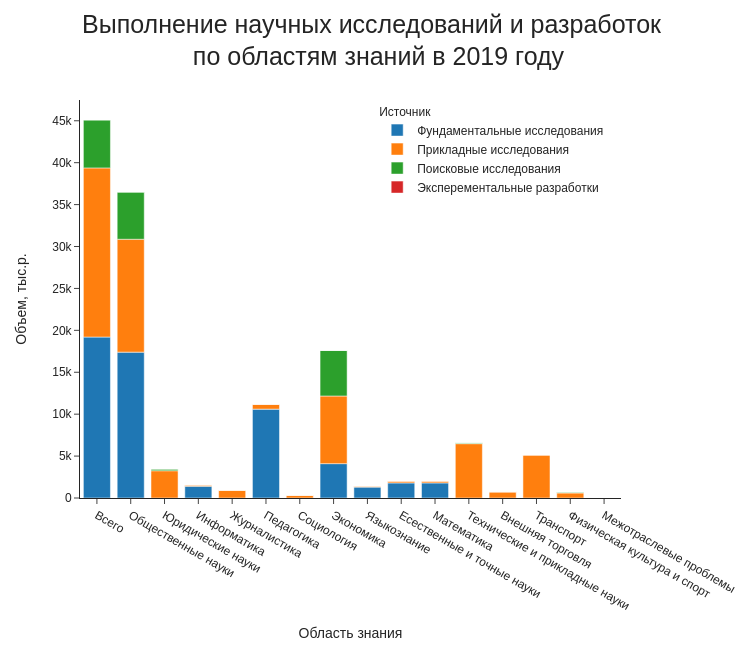 Выполнение научных исследований и разработок
по областям знаний в 2019 году
Источник
Фундаментальные исследования
Прикладные исследования
Поисковые исследования
Эксперементальные разработки
Объем, тыс.р.
45k
40k
35k
30k
25k
20k
15k
10k
5k
0
Всего
Общественные науки
Юридические науки
Информатика
Журналистика
Педагогика
Социология
Экономика
Языкознание
Есественные и точные науки
Математика
Технические и прикладные науки
Внешняя торговля
Транспорт
Физическая культура и спорт
Межотраслевые проблемы
Область знания